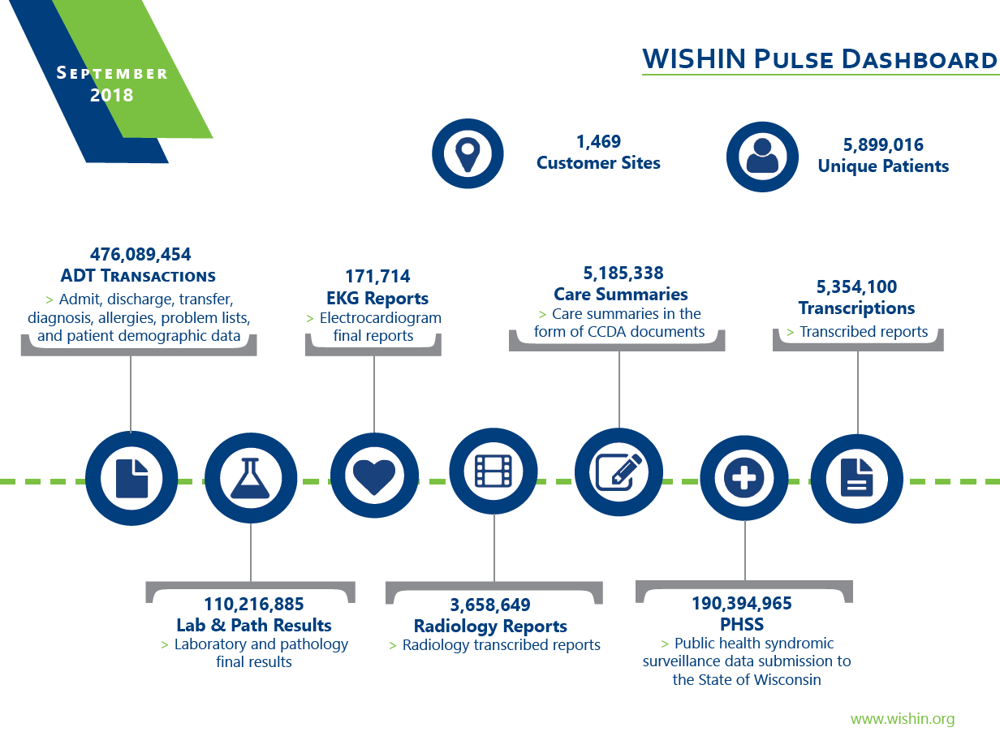 SEPTEMBER
2018
WISHIN PULSE DASHBOARD
1,469
Customer Sites
5,899,016
Unique Patients
476,089,454
ADT TRANSACTIONS
> Admit, discharge, transfer,
diagnosis, allergies, problem lists,
and patient demographic data
171,714
EKG Reports
> Electrocardiogram
final reports
5,185,338
Care Summaries
> Care summaries in the
form of CCDA documents
5,354,100
Transcriptions
> Transcribed reports
110,216,885
Lab & Path Results
> Laboratory and pathology
final results
3,658,649
Radiology Reports
> Radiology transcribed reports
190,394,965
PHSS
> Public health syndromic
surveillance data submission to
the State of Wisconsin
www.wishin.org